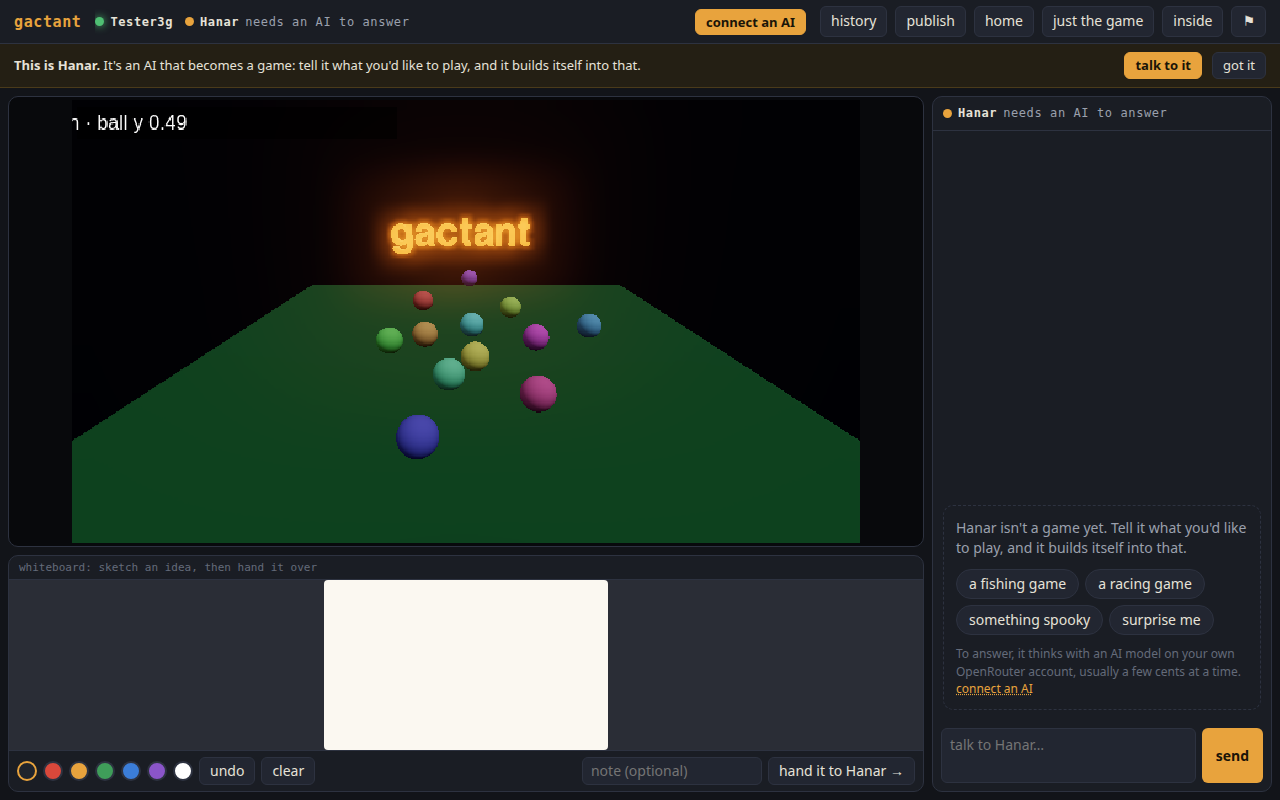 gactant Tester3g Hanar needs an AI to answer connect an AI history publish home just the game inside
This is Hanar. It's an AI that becomes a game: tell it what you'd like to play, and it builds itself into that. talk to it got it
· ball y 0.49
gactant
whiteboard: sketch an idea, then hand it over
undo clear note (optional) hand it to Hanar →
Hanar needs an AI to answer
Hanar isn't a game yet. Tell it what you'd like
to play, and it builds itself into that.
a fishing game a racing game
something spooky surprise me
To answer, it thinks with an AI model on your own
OpenRouter account, usually a few cents at a time.
connect an AI
talk to Hanar...
send